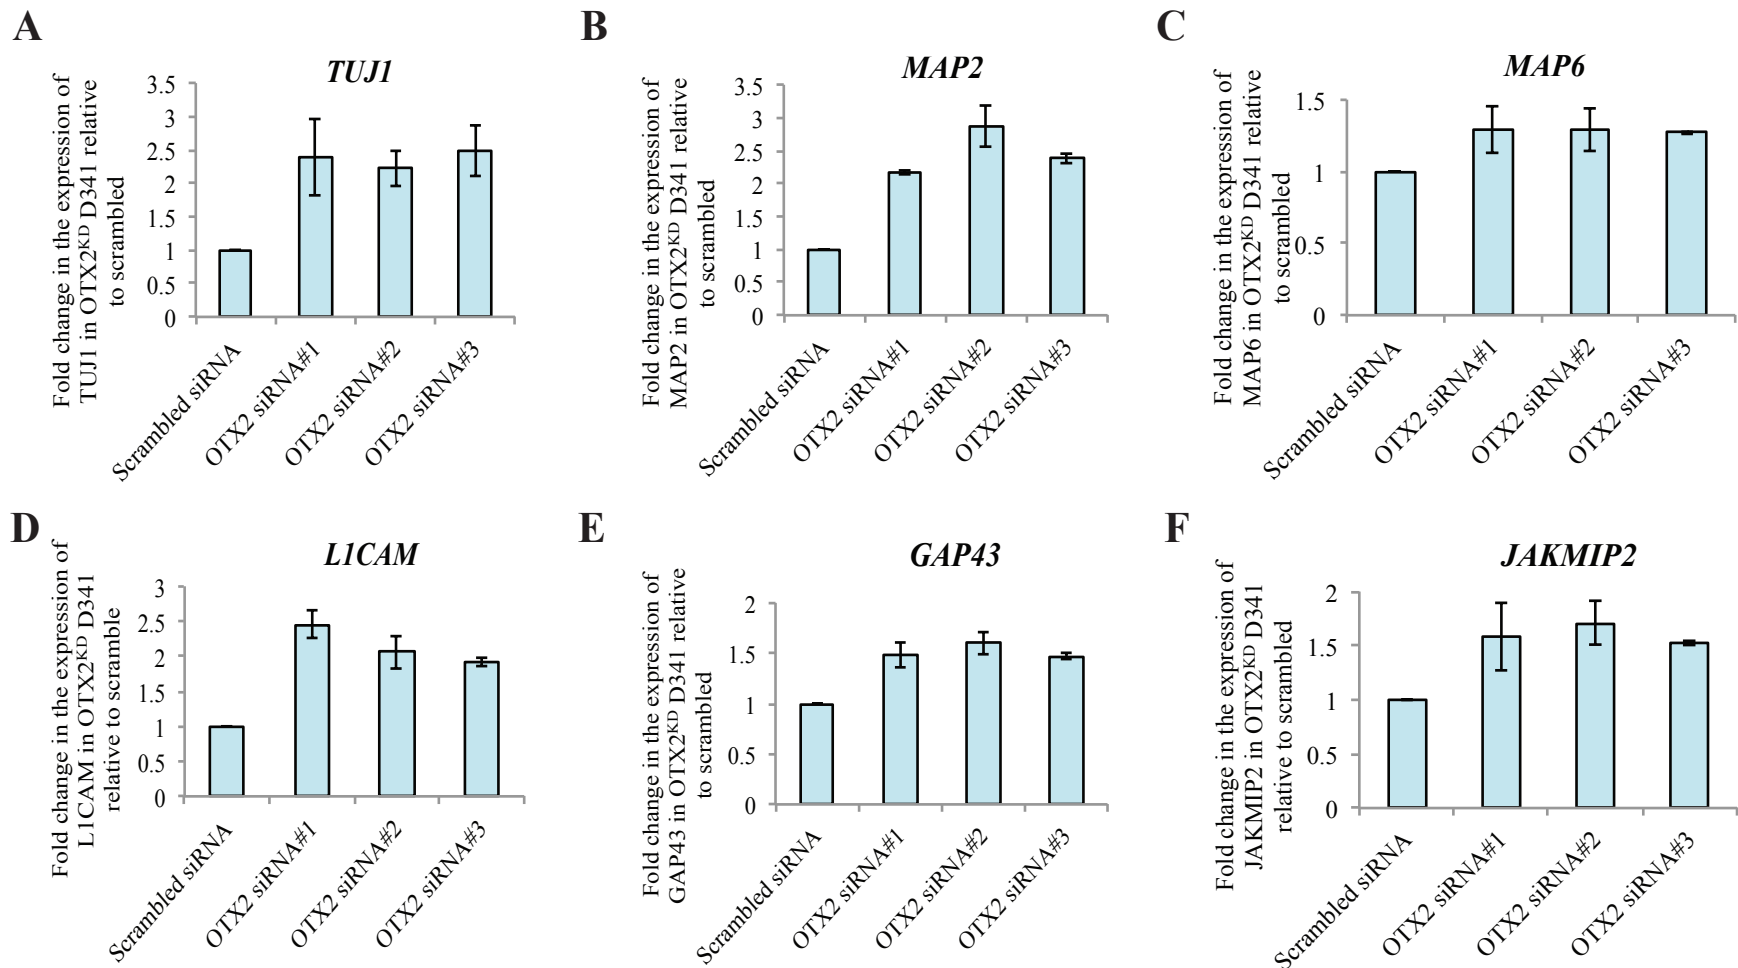 A
TUJ1
Fold change in the expression of
TUJ1 in OTX2KD D341 relative
to scrambled
3.5
3
2.5
2
1.5
1
0.5
0
Scrambled siRNA
OTX2 siRNA#1
OTX2 siRNA#2
OTX2 siRNA#3
B
MAP2
Fold change in the expression of
MAP2 in OTX2KD D341 relative
to scrambled
3.5
3
2.5
2
1.5
1
0.5
0
Scrambled siRNA
OTX2 siRNA#1
OTX2 siRNA#2
OTX2 siRNA#3
C
MAP6
Fold change in the expression of
MAP6 in OTX2KD D341 relative
to scrambled
1.5
1
0.5
0
Scrambled siRNA
OTX2 siRNA#1
OTX2 siRNA#2
OTX2 siRNA#3
D
L1CAM
Fold change in the expression of
L1CAM in OTX2KD D341
relative to scramble
3
2.5
2
1.5
1
0.5
0
Scrambled siRNA
OTX2 siRNA#1
OTX2 siRNA#2
OTX2 siRNA#3
E
GAP43
Fold change in the expression of
GAP43 in OTX2KD D341 relative
to scrambled
2
1.5
1
0.5
0
Scrambled siRNA
OTX2 siRNA#1
OTX2 siRNA#2
OTX2 siRNA#3
F
JAKMIP2
Fold change in the expression of
JAKMIP2 in OTX2KD D341
relative to scrambled
2
1.5
1
0.5
0
Scrambled siRNA
OTX2 siRNA#1
OTX2 siRNA#2
OTX2 siRNA#3